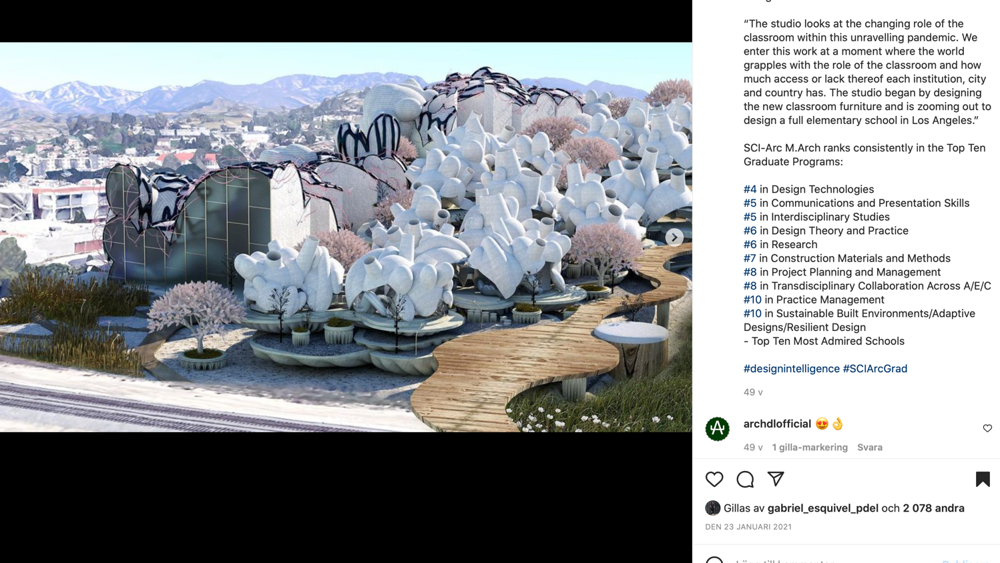 “The studio looks at the changing role of the
classroom within this unravelling pandemic. We
enter this work at a moment where the world
grapples with the role of the classroom and how
much access or lack thereof each institution, city
and country has. The studio began by designing
the new classroom furniture and is zooming out to
design a full elementary school in Los Angeles.”
SCI-Arc M.Arch ranks consistently in the Top Ten
Graduate Programs:
#4 in Design Technologies
#5 in Communications and Presentation Skills
#5 in Interdisciplinary Studies
#6 in Design Theory and Practice
#6 in Research
#7 in Construction Materials and Methods
#8 in Project Planning and Management
#8 in Transdisciplinary Collaboration Across A/E/C
#10 in Practice Management
#10 in Sustainable Built Environments/Adaptive
Designs/Resilient Design
- Top Ten Most Admired Schools
#designintelligence #SCIArcGrad
49 v
archdlofficial 😍👌
49 v 1 gilla-markering Svara
Gillas av gabriel_esquivel_pdel och 2 078 andra
DEN 23 JANUARI 2021